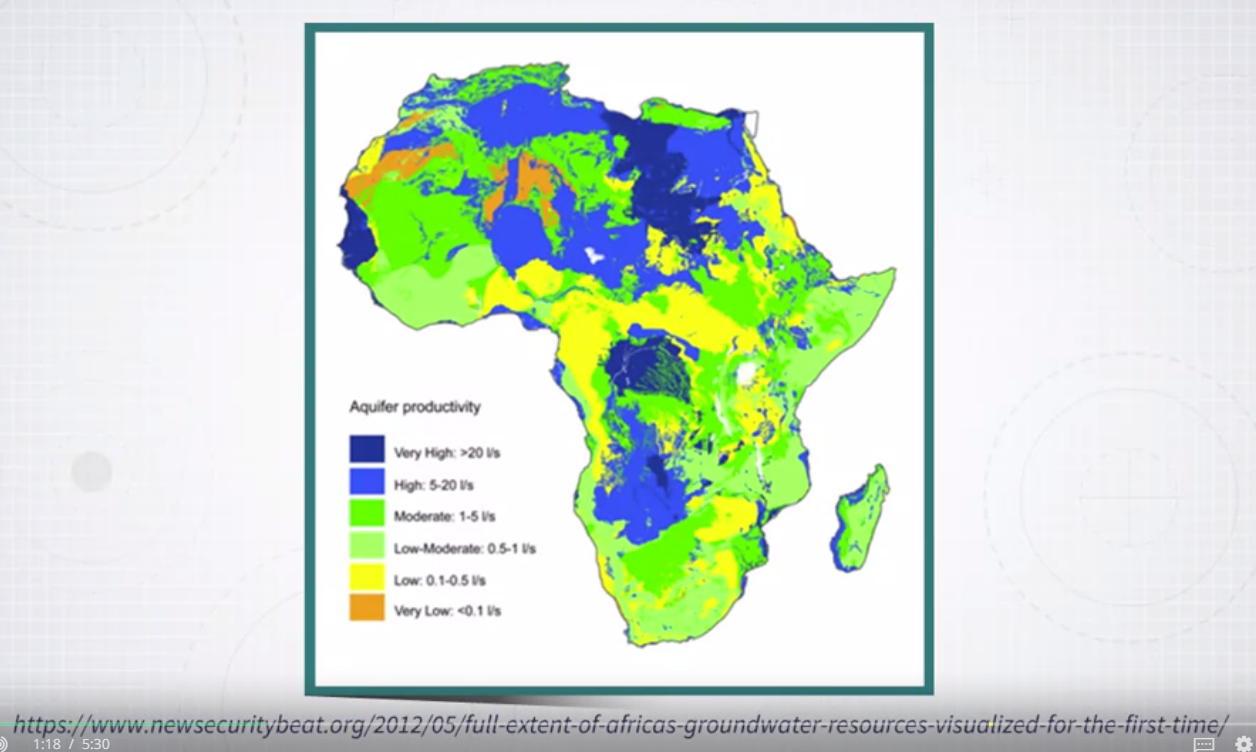 Aquifer productivity
Very High: >20 l/s
High: 5-20 l/s
Moderate: 1-5 l/s
Low-Moderate: 0.5-1 l/s
Low: 0.1-0.5 l/s
Very Low: <0.1 l/s
https://www.newsecuritybeat.org/2012/05/full-extent-of-africas-groundwater-resources-visualized-for-the-first-time/
1:18 / 5:30